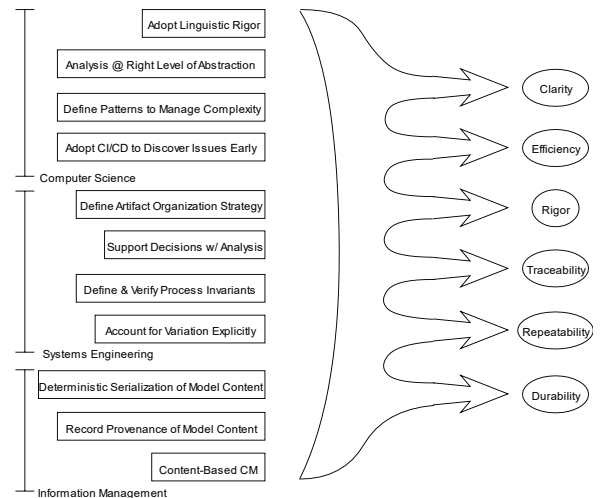 Adopt Linguistic Rigor
Analysis @ Right Level of Abstraction
Define Patterns to Manage Complexity
Adopt CI/CD to Discover Issues Early
Computer Science
Define Artifact Organization Strategy
Support Decisions w/ Analysis
Define & Verify Process Invariants
Account for Variation Explicitly
Systems Engineering
Deterministic Serialization of Model Content
Record Provenance of Model Content
Content-Based CM
Information Management
Clarity
Efficiency
Rigor
Traceability
Repeatability
Durability